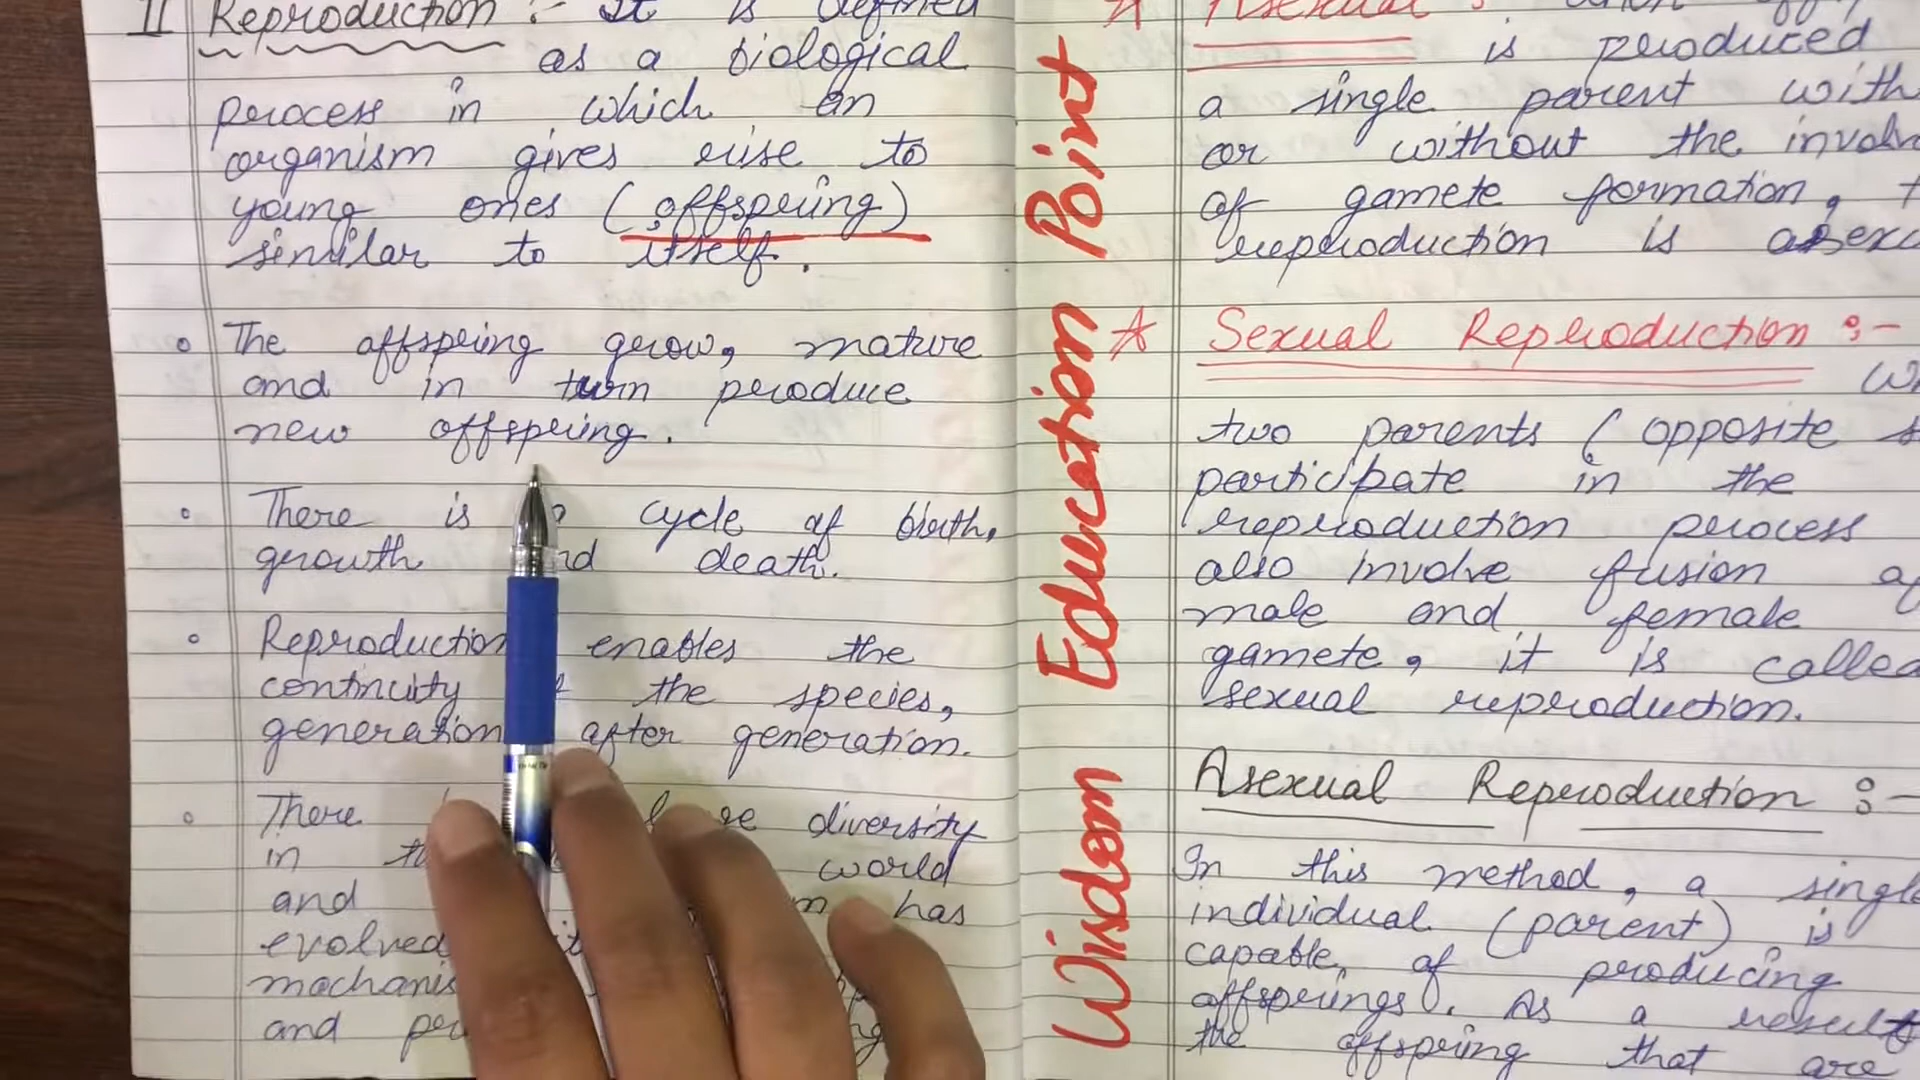 II Reproduction :- It is defined
as a biological
process in which an
organism gives rise to
young ones (offspring)
similar to itself.
The offspring grow, mature
and in turn produce
new offspring.
There is cycle of birth,
growth death.
Reproduction enables the
continuity the species,
generation after generation.
There diversity
in world
and has
evolved
and
Wisdom Education Point
Asexual :
is produced
a single parent with
or without the
of gamete formation,
reproduction is
Sexual Reproduction :-
two parents (opposite
participate in the
reproduction process
also involve fusion of
male and female
gamete, it is called
sexual reproduction.
Asexual Reproduction :-
In this method, a single
individual (parent) is
capable of producing
offsprings. As a result
the offspring that are